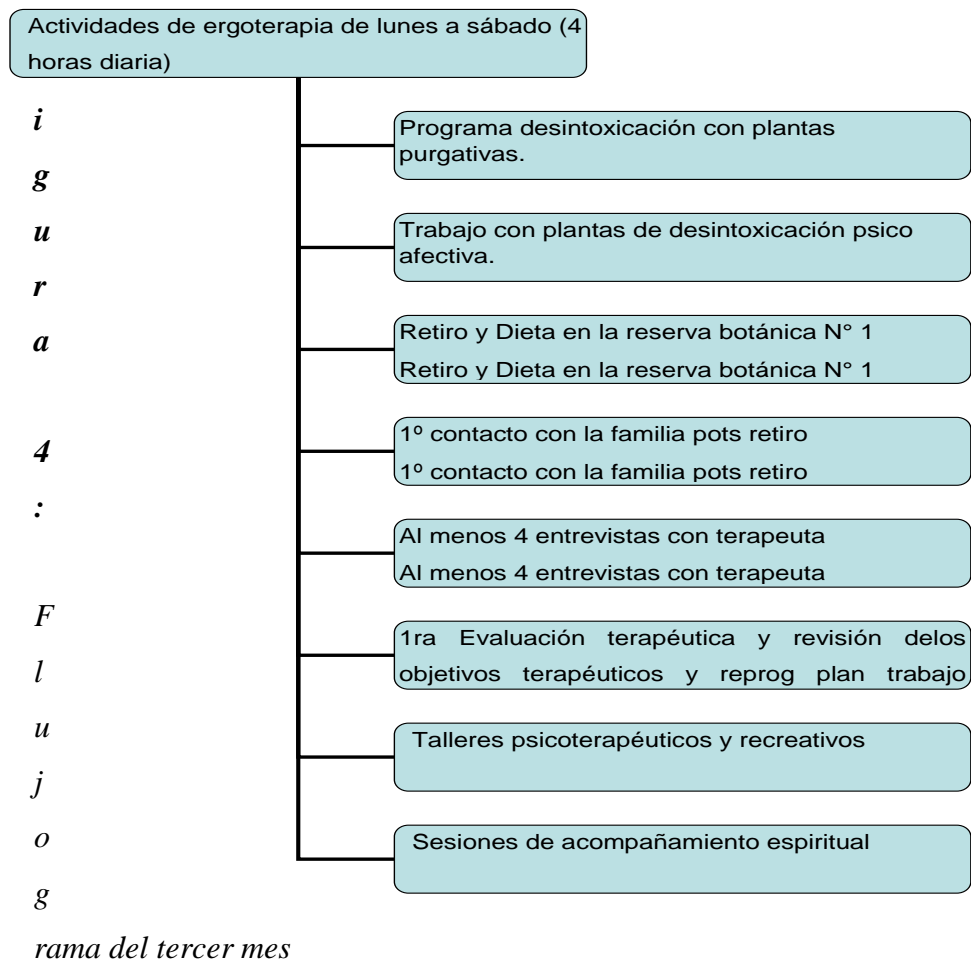 Actividades de ergoterapia de lunes a sábado (4
horas diaria)
i
g
u
r
a
4
:
F
l
u
j
o
g
rama del tercer mes
Programa desintoxicación con plantas
purgativas.
Trabajo con plantas de desintoxicación psico
afectiva.
Retiro y Dieta en la reserva botánica N° 1
Retiro y Dieta en la reserva botánica N° 1
1º contacto con la familia pots retiro
1º contacto con la familia pots retiro
Al menos 4 entrevistas con terapeuta
Al menos 4 entrevistas con terapeuta
1ra Evaluación terapéutica y revisión delos
objetivos terapéuticos y reprog plan trabajo
Talleres psicoterapéuticos y recreativos
Sesiones de acompañamiento espiritual